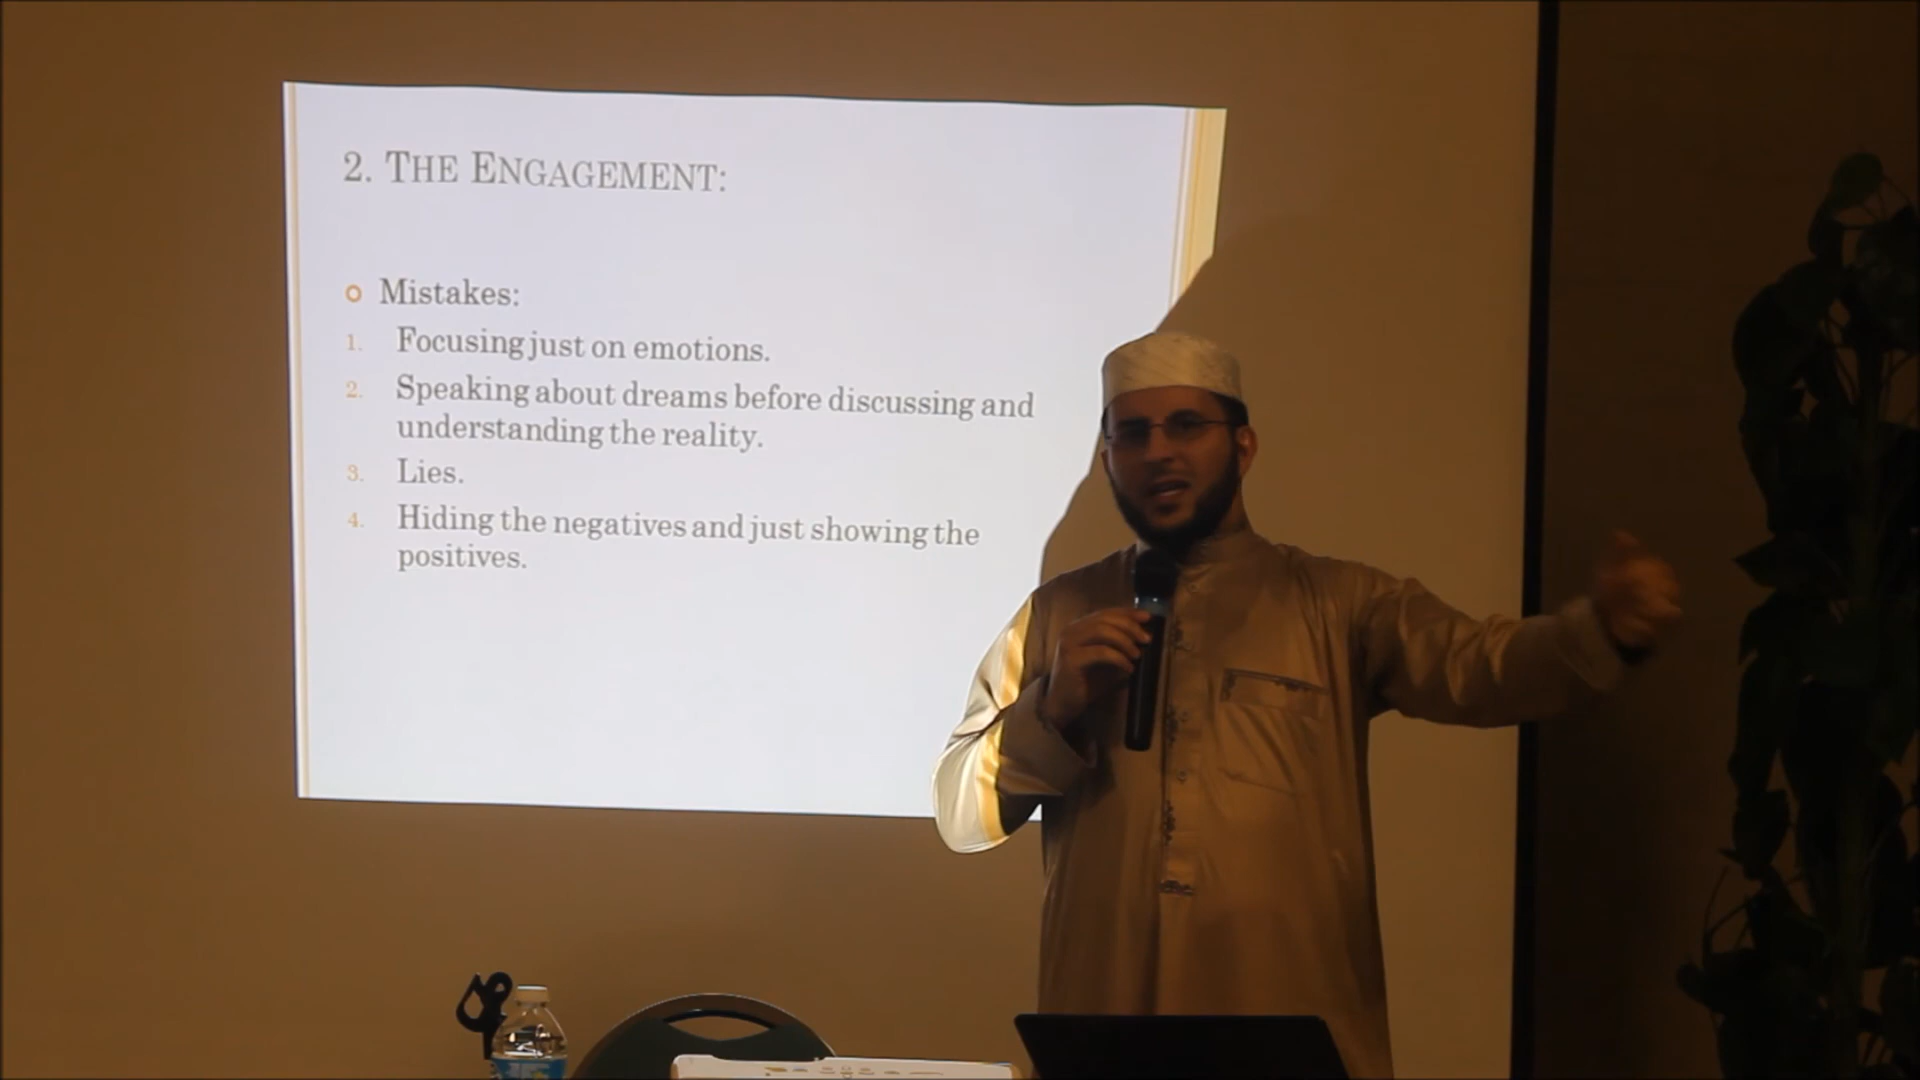 2. THE ENGAGEMENT:
Mistakes:
1. Focusing just on emotions.
2. Speaking about dreams before discussing and
understanding the reality.
3. Lies.
4. Hiding the negatives and just showing the
positives.